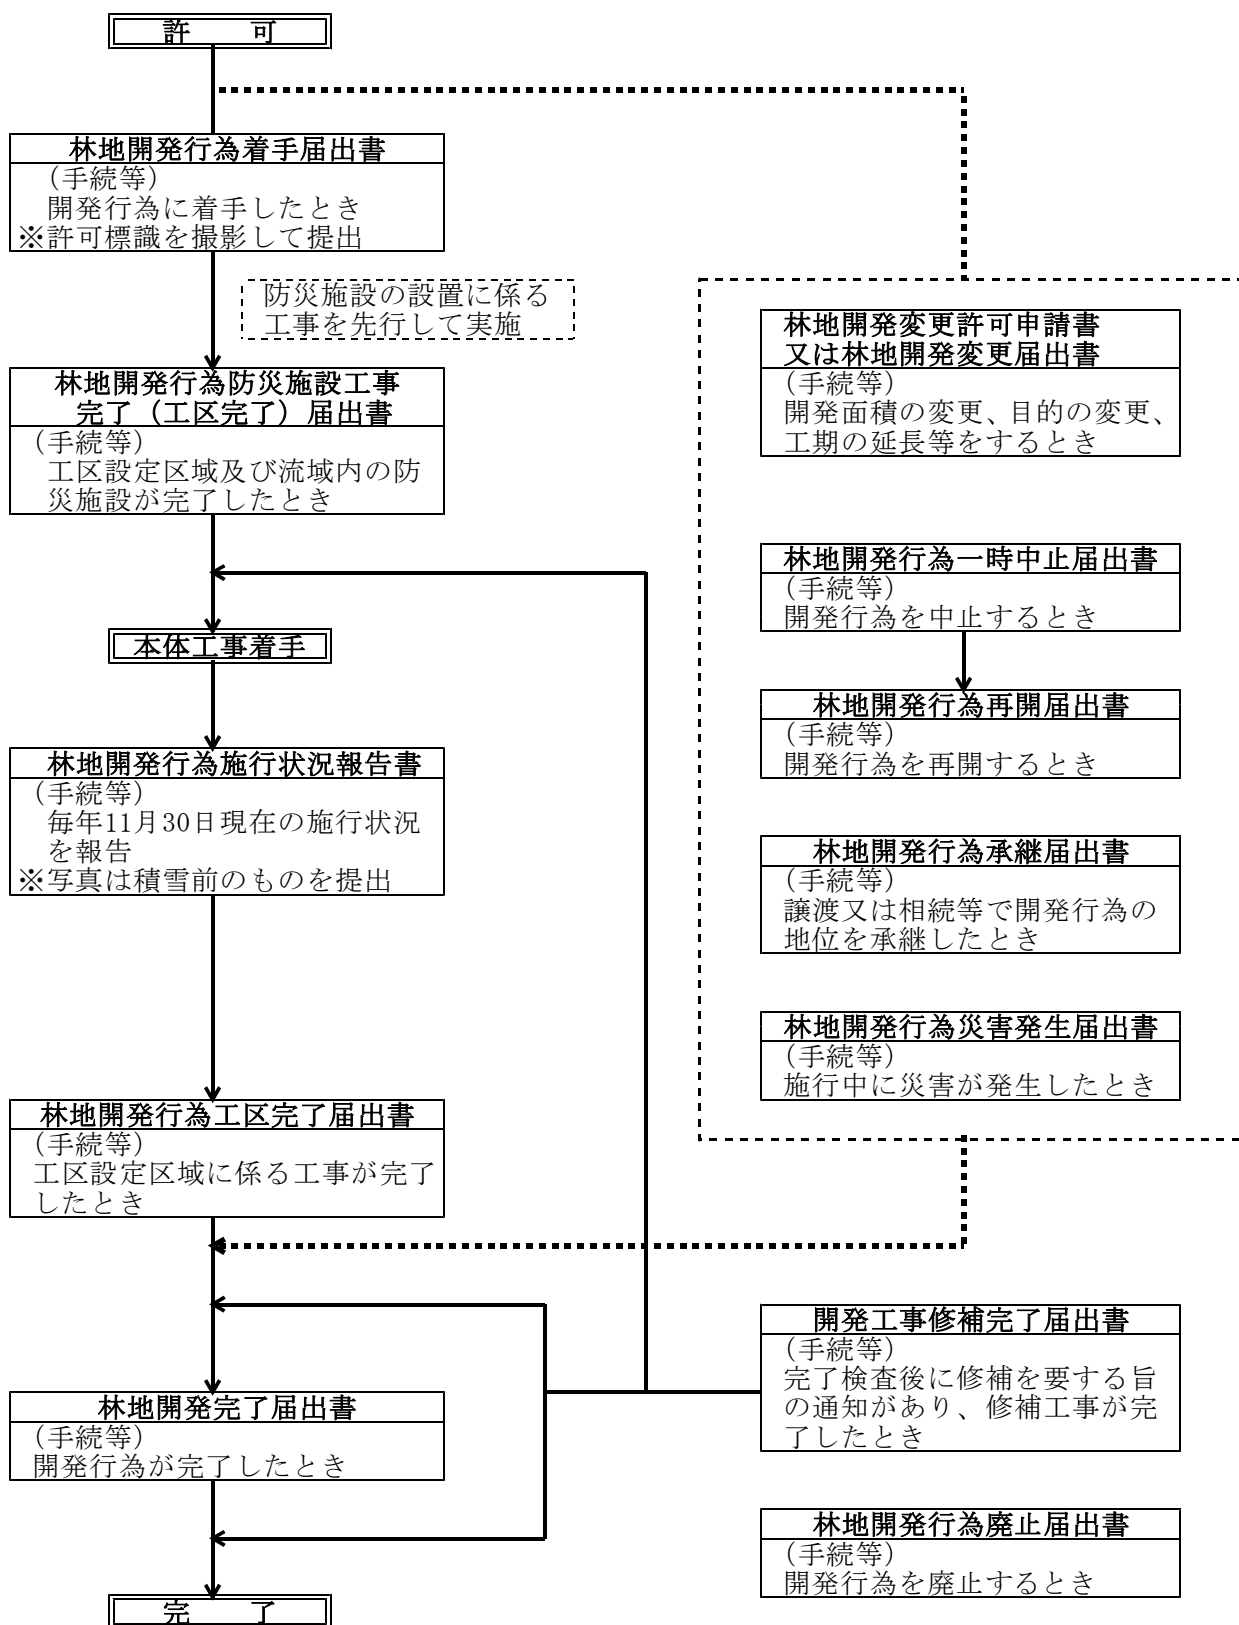 許　可
林地開発行為着手届出書
（手続等）
開発行為に着手したとき
※許可標識を撮影して提出
防災施設の設置に係る
工事を先行して実施
林地開発行為防災施設工事
完了（工区完了）届出書
（手続等）
工区設定区域及び流域内の防
災施設が完了したとき
本体工事着手
林地開発行為施行状況報告書
（手続等）
毎年11月30日現在の施行状況
を報告
※写真は積雪前のものを提出
林地開発行為工区完了届出書
（手続等）
工区設定区域に係る工事が完了
したとき
林地開発完了届出書
（手続等）
開発行為が完了したとき
完　了
林地開発変更許可申請書
又は林地開発変更届出書
（手続等）
開発面積の変更、目的の変更、
工期の延長等をするとき
林地開発行為一時中止届出書
（手続等）
開発行為を中止するとき
林地開発行為再開届出書
（手続等）
開発行為を再開するとき
林地開発行為承継届出書
（手続等）
譲渡又は相続等で開発行為の
地位を承継したとき
林地開発行為災害発生届出書
（手続等）
施行中に災害が発生したとき
開発工事修補完了届出書
（手続等）
完了検査後に修補を要する旨
の通知があり、修補工事が完
了したとき
林地開発行為廃止届出書
（手続等）
開発行為を廃止するとき